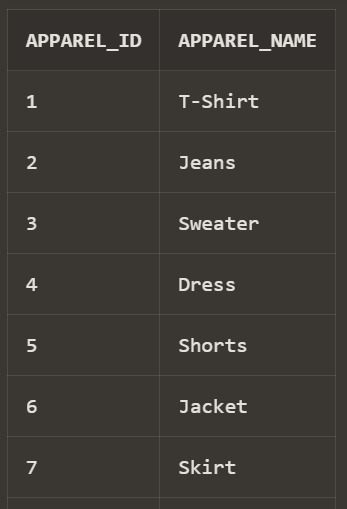 APPAREL_ID APPAREL_NAME
1 T-Shirt
2 Jeans
3 Sweater
4 Dress
5 Shorts
6 Jacket
7 Skirt